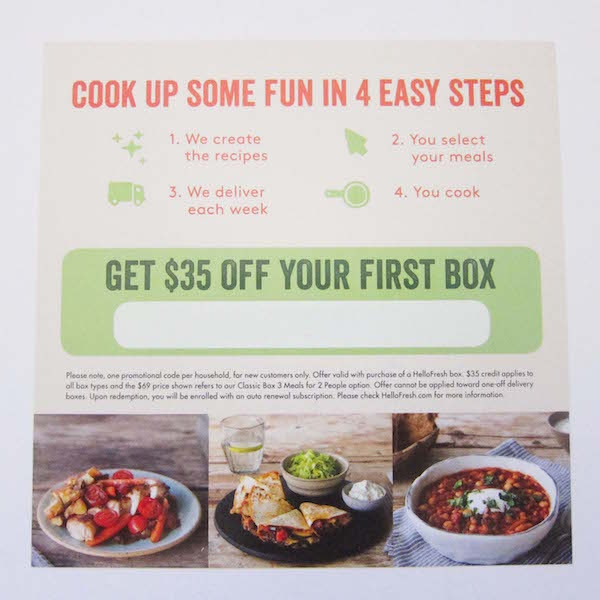 COOK UP SOME FUN IN 4 EASY STEPS
1. We create
the recipes
2. You select
your meals
3. We deliver
each week
4. You cook
GET $35 OFF YOUR FIRST BOX
Please note, one promotional code per household, for new customers only. Offer valid with purchase of a HelloFresh box. $35 credit applies to
all box types and the $69 price shown refers to our Classic Box 3 Meals for 2 People option. Offer cannot be applied toward one-off delivery
boxes. Upon redemption, you will be enrolled with an auto renewal subscription. Please check HelloFresh.com for more information.